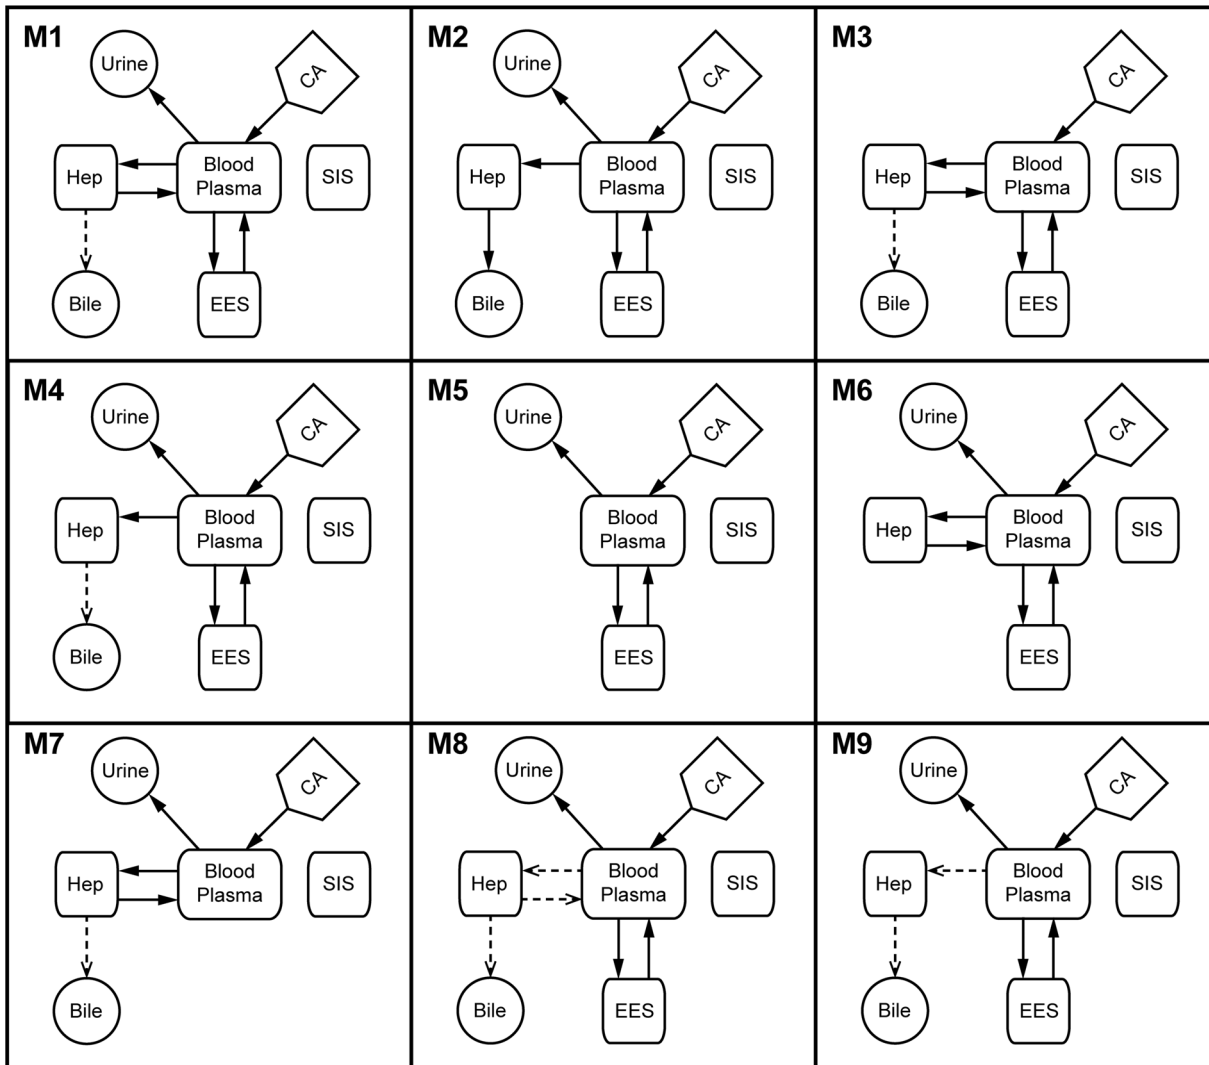 M1
Urine
CA
Hep
Blood
Plasma
SIS
Bile
EES
M2
Urine
CA
Hep
Blood
Plasma
SIS
Bile
EES
M3
CA
Hep
Blood
Plasma
SIS
Bile
EES
M4
Urine
CA
Hep
Blood
Plasma
SIS
Bile
EES
M5
Urine
CA
Blood
Plasma
SIS
EES
M6
Urine
CA
Hep
Blood
Plasma
SIS
EES
M7
Urine
CA
Hep
Blood
Plasma
SIS
Bile
M8
Urine
CA
Hep
Blood
Plasma
SIS
Bile
EES
M9
Urine
CA
Hep
Blood
Plasma
SIS
Bile
EES